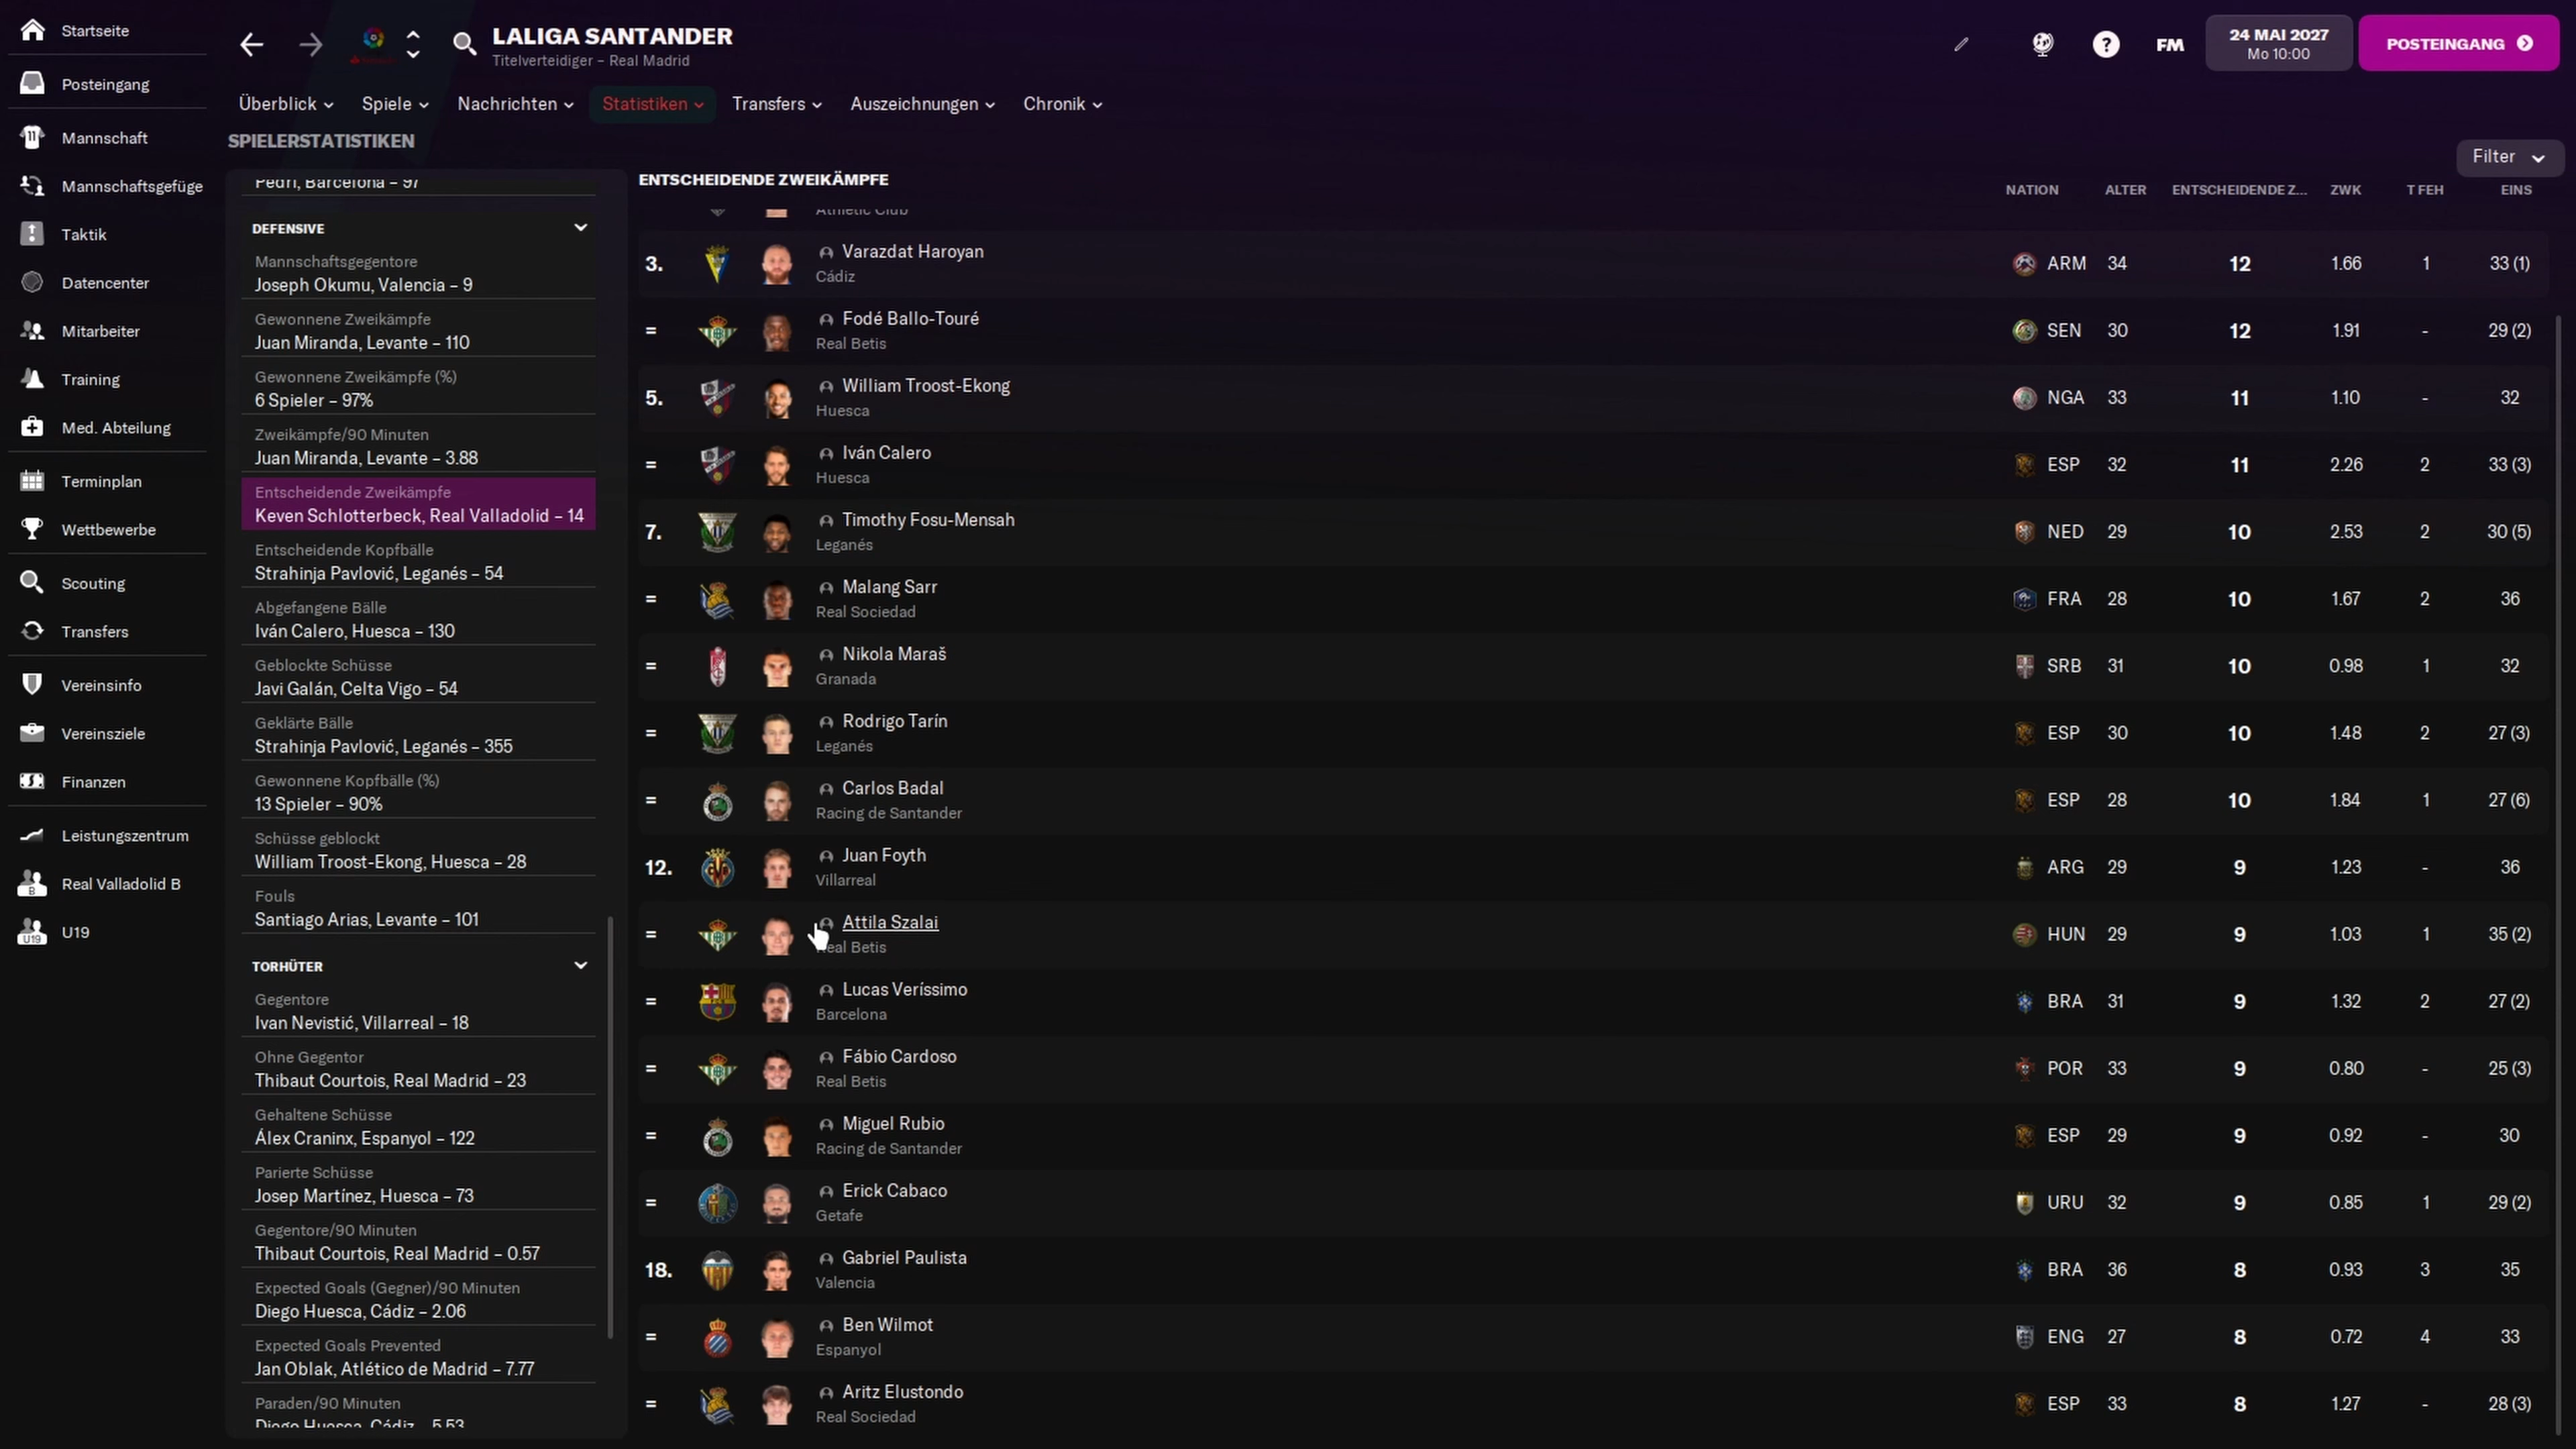 Startseite
Posteingang
Mannschaft
Mannschaftsgefüge
Taktik
Datencenter
Mitarbeiter
Training
Med. Abteilung
Terminplan
Wettbewerbe
Scouting
Transfers
Vereinsinfo
Vereinsziele
Finanzen
Leistungszentrum
B
Real Valladolid B
U19
U19
LALIGA SANTANDER
Titelverteidiger – Real Madrid
FM
24 MAI 2027
Mo 10:00
POSTEINGANG
Überblick
Spiele
Nachrichten
Statistiken
Transfers
Auszeichnungen
Chronik
SPIELERSTATISTIKEN
Filter
Pedri, Barcelona – 97
DEFENSIVE
Mannschaftsgegentore
Joseph Okumu, Valencia – 9
Gewonnene Zweikämpfe
Juan Miranda, Levante – 110
Gewonnene Zweikämpfe (%)
6 Spieler – 97%
Zweikämpfe/90 Minuten
Juan Miranda, Levante – 3.88
Entscheidende Zweikämpfe
Keven Schlotterbeck, Real Valladolid – 14
Entscheidende Kopfbälle
Strahinja Pavlović, Leganés – 54
Abgefangene Bälle
Iván Calero, Huesca – 130
Geblockte Schüsse
Javi Galán, Celta Vigo – 54
Geklärte Bälle
Strahinja Pavlović, Leganés – 355
Gewonnene Kopfbälle (%)
13 Spieler – 90%
Schüsse geblockt
William Troost-Ekong, Huesca – 28
Fouls
Santiago Arias, Levante – 101
TORHÜTER
Gegentore
Ivan Nevistić, Villarreal – 18
Ohne Gegentor
Thibaut Courtois, Real Madrid – 23
Gehaltene Schüsse
Álex Craninx, Espanyol – 122
Parierte Schüsse
Josep Martínez, Huesca – 73
Gegentore/90 Minuten
Thibaut Courtois, Real Madrid – 0.57
Expected Goals (Gegner)/90 Minuten
Diego Huesca, Cádiz – 2.06
Expected Goals Prevented
Jan Oblak, Atlético de Madrid – 7.77
Paraden/90 Minuten
Diego Huesca, Cádiz – 5.53
ENTSCHEIDENDE ZWEIKÄMPFE
NATION ALTER ENTSCHEIDENDE Z... ZWK T FEH EINS
Athletic Club
3. Varazdat Haroyan ARM 34 12 1.66 1 33 (1)
Cádiz
= Fodé Ballo-Touré SEN 30 12 1.91 - 29 (2)
Real Betis
5. William Troost-Ekong NGA 33 11 1.10 - 32
Huesca
= Iván Calero ESP 32 11 2.26 2 33 (3)
Huesca
7. Timothy Fosu-Mensah NED 29 10 2.53 2 30 (5)
Leganés
= Malang Sarr FRA 28 10 1.67 2 36
Real Sociedad
= Nikola Maraš SRB 31 10 0.98 1 32
Granada
= Rodrigo Tarín ESP 30 10 1.48 2 27 (3)
Leganés
= Carlos Badal ESP 28 10 1.84 1 27 (6)
Racing de Santander
12. Juan Foyth ARG 29 9 1.23 - 36
Villarreal
= Attila Szalai HUN 29 9 1.03 1 35 (2)
eal Betis
= Lucas Veríssimo BRA 31 9 1.32 2 27 (2)
Barcelona
= Fábio Cardoso POR 33 9 0.80 - 25 (3)
Real Betis
= Miguel Rubio ESP 29 9 0.92 - 30
Racing de Santander
= Erick Cabaco URU 32 9 0.85 1 29 (2)
Getafe
18. Gabriel Paulista BRA 36 8 0.93 3 35
Valencia
= Ben Wilmot ENG 27 8 0.72 4 33
Espanyol
= Aritz Elustondo ESP 33 8 1.27 - 28 (3)
Real Sociedad